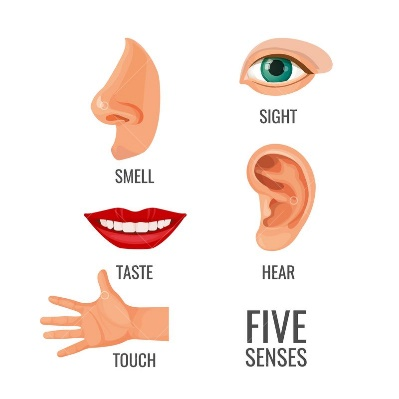 SIGHT
SMELL
TASTE
HEAR
TOUCH
FIVE
SENSES